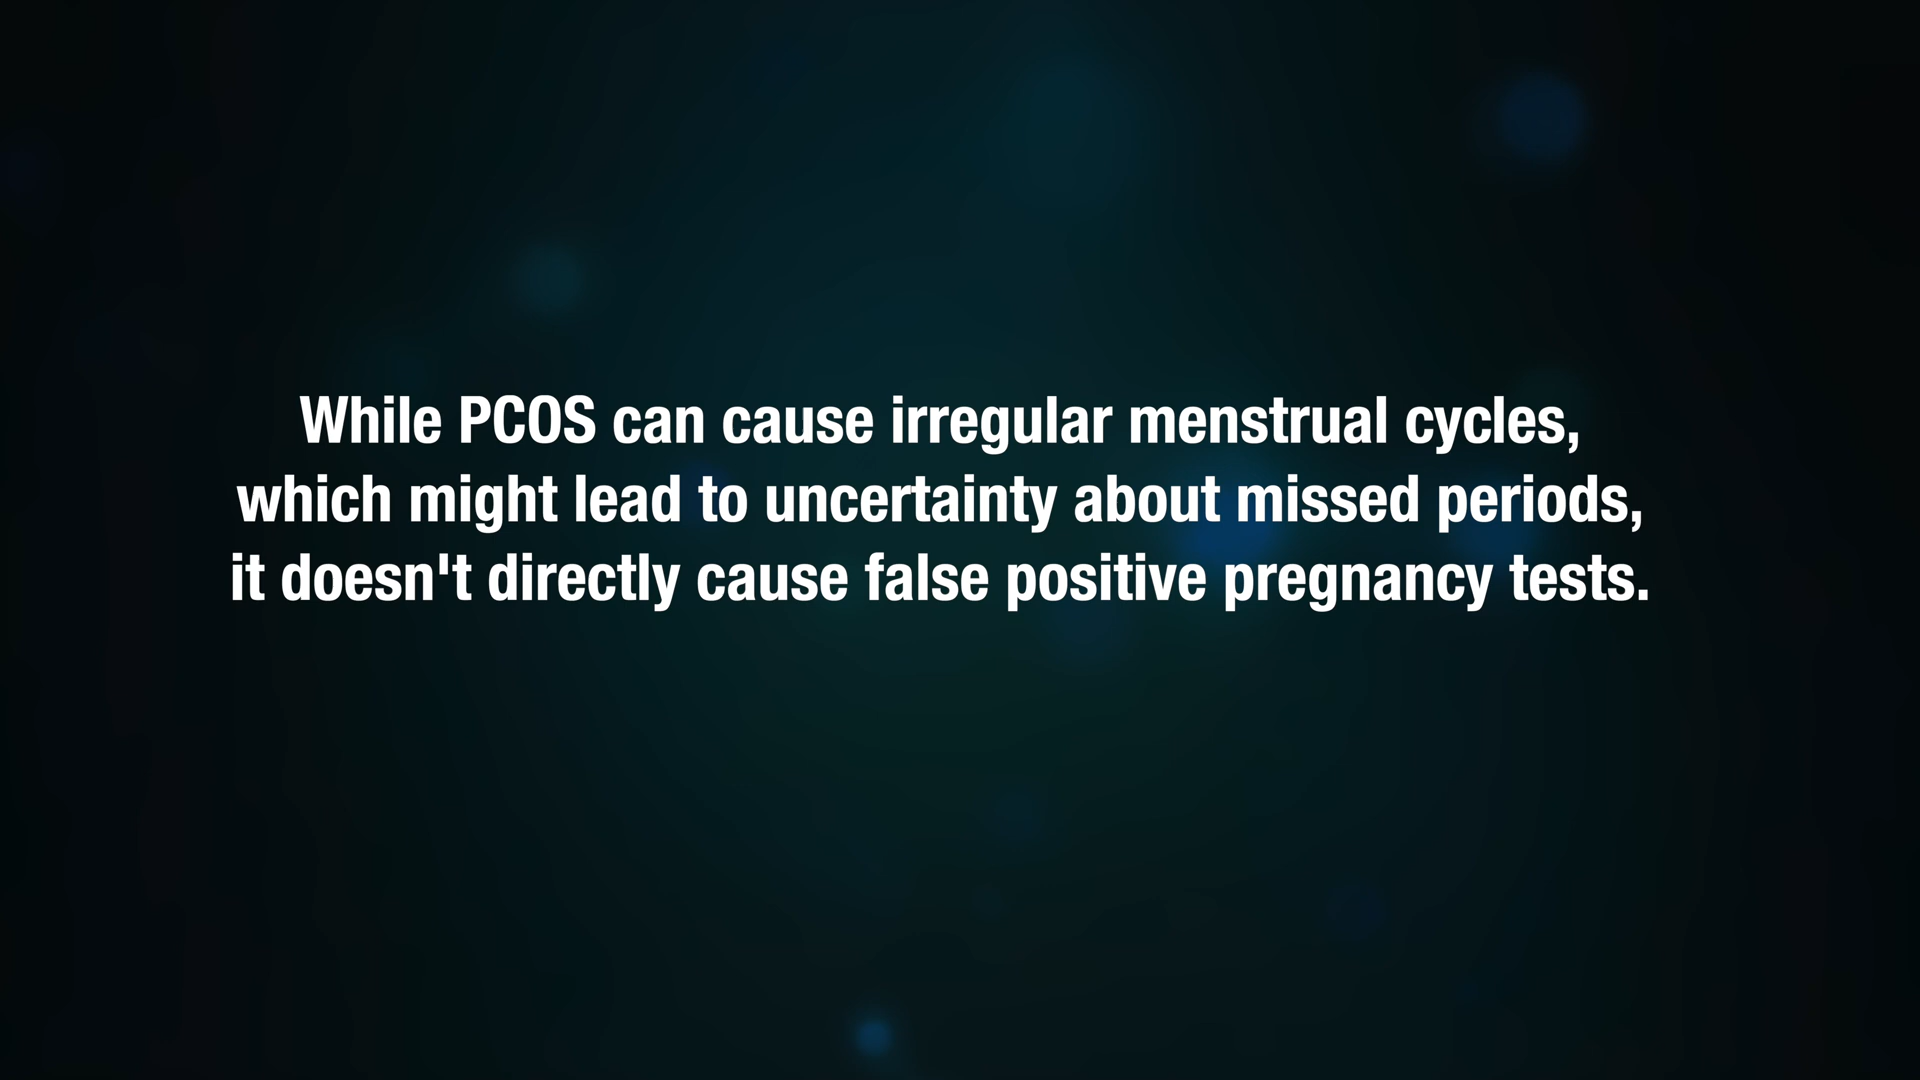 While PCOS can cause irregular menstrual cycles,
which might lead to uncertainty about missed periods,
it doesn't directly cause false positive pregnancy tests.